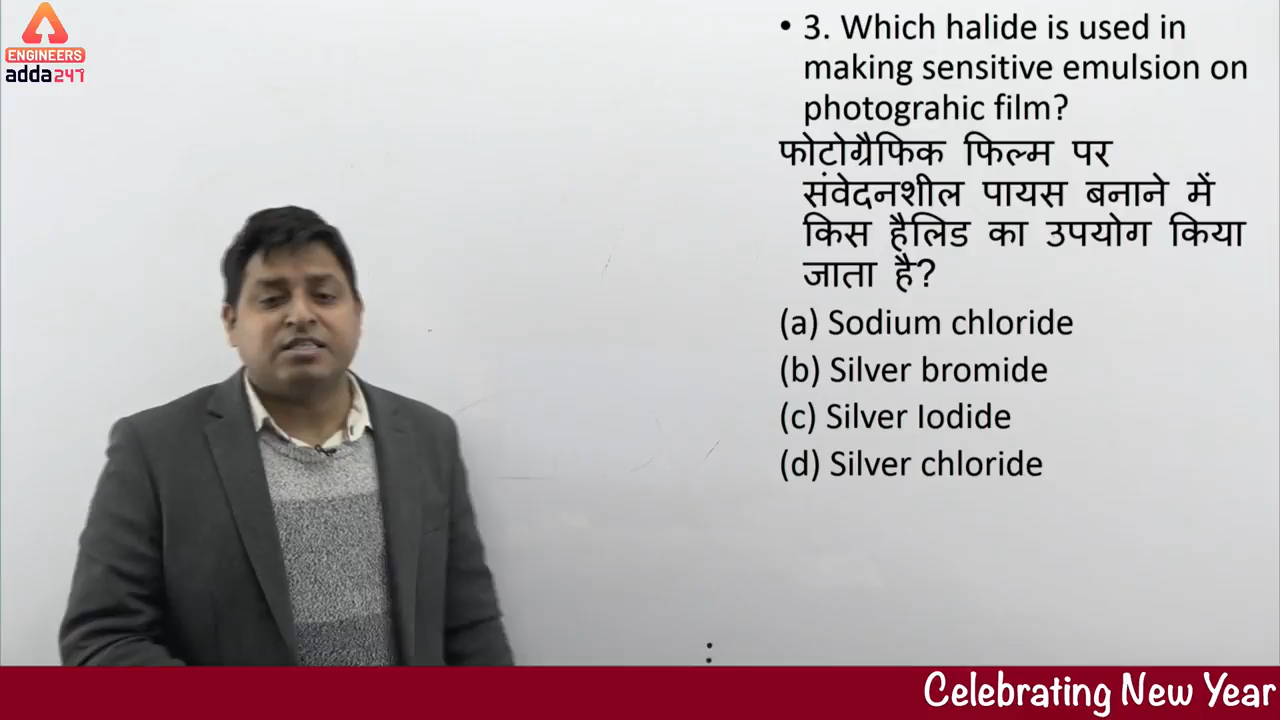 ENGINEERS
adda247
• 3. Which halide is used in
making sensitive emulsion on
photograhic film?
फोटोग्रैफिक फिल्म पर
संवेदनशील पायस बनाने में
किस हैलिड का उपयोग किया
जाता है?
(a) Sodium chloride
(b) Silver bromide
(c) Silver Iodide
(d) Silver chloride
Celebrating New Year